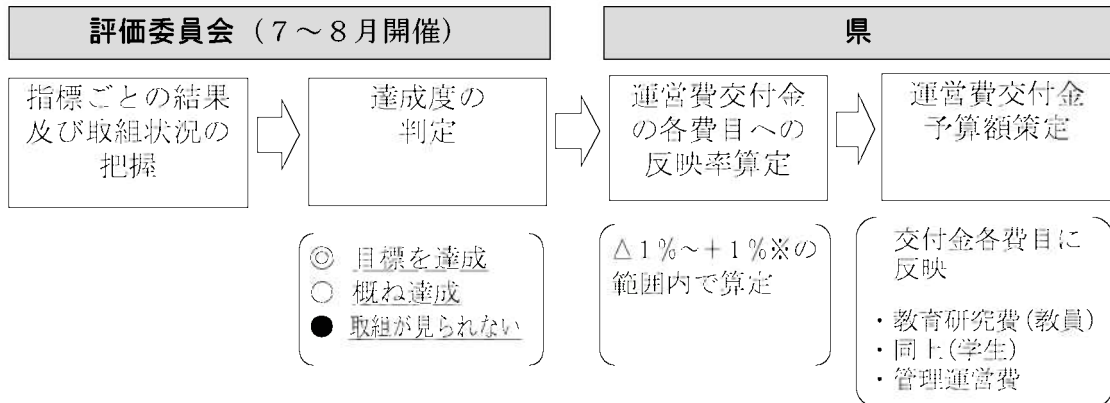 評価委員会（７～８月開催）
県
指標ごとの結果
及び取組状況の
把握
達成度の
判定
運営費交付金
の各費目への
反映率算定
運営費交付金
予算額策定
◎ 目標を達成
○ 概ね達成
● 取組が見られない
△１％～＋１％※の
範囲内で算定
交付金各費目に
反映
・教育研究費(教員)
・同上(学生)
・管理運営費